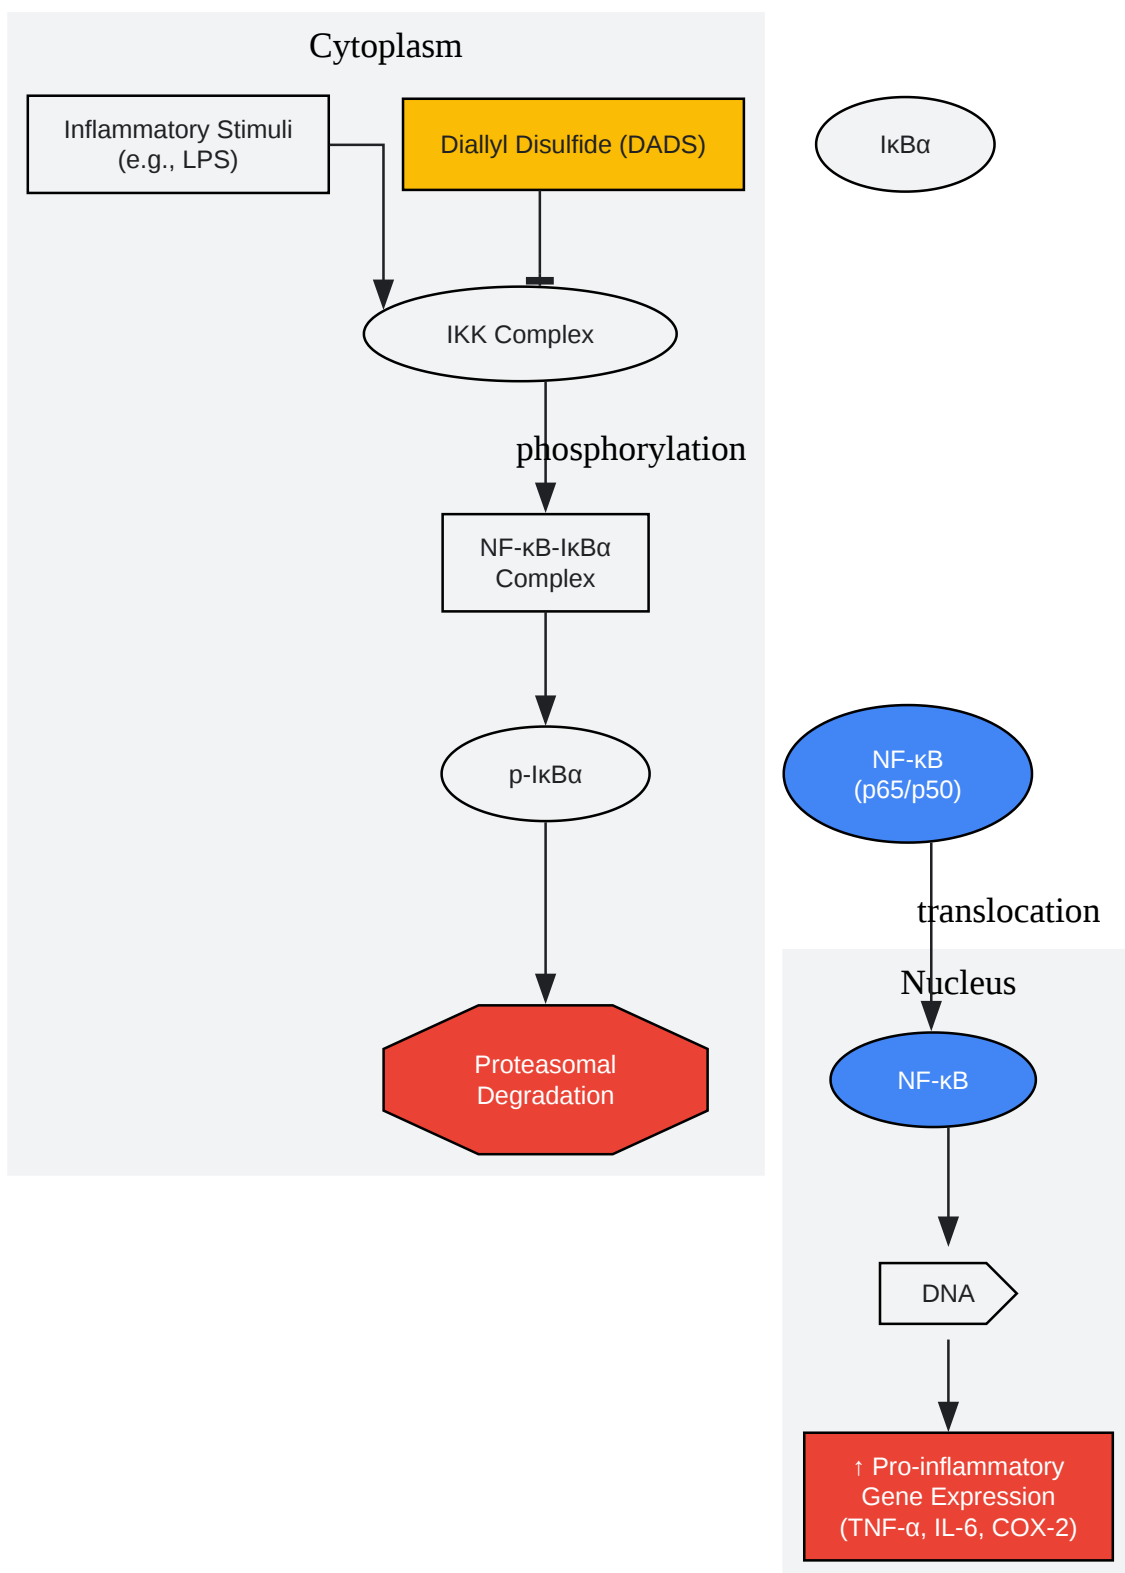 Cytoplasm
Inflammatory Stimuli
(e.g., LPS)
Diallyl Disulfide (DADS)
IκBα
IKK Complex
phosphorylation
NF-κB-IκBα
Complex
p-IκBα
NF-κB
(p65/p50)
translocation
Nucleus
Proteasomal
Degradation
NF-κB
DNA
↑ Pro-inflammatory
Gene Expression
(TNF-α, IL-6, COX-2)